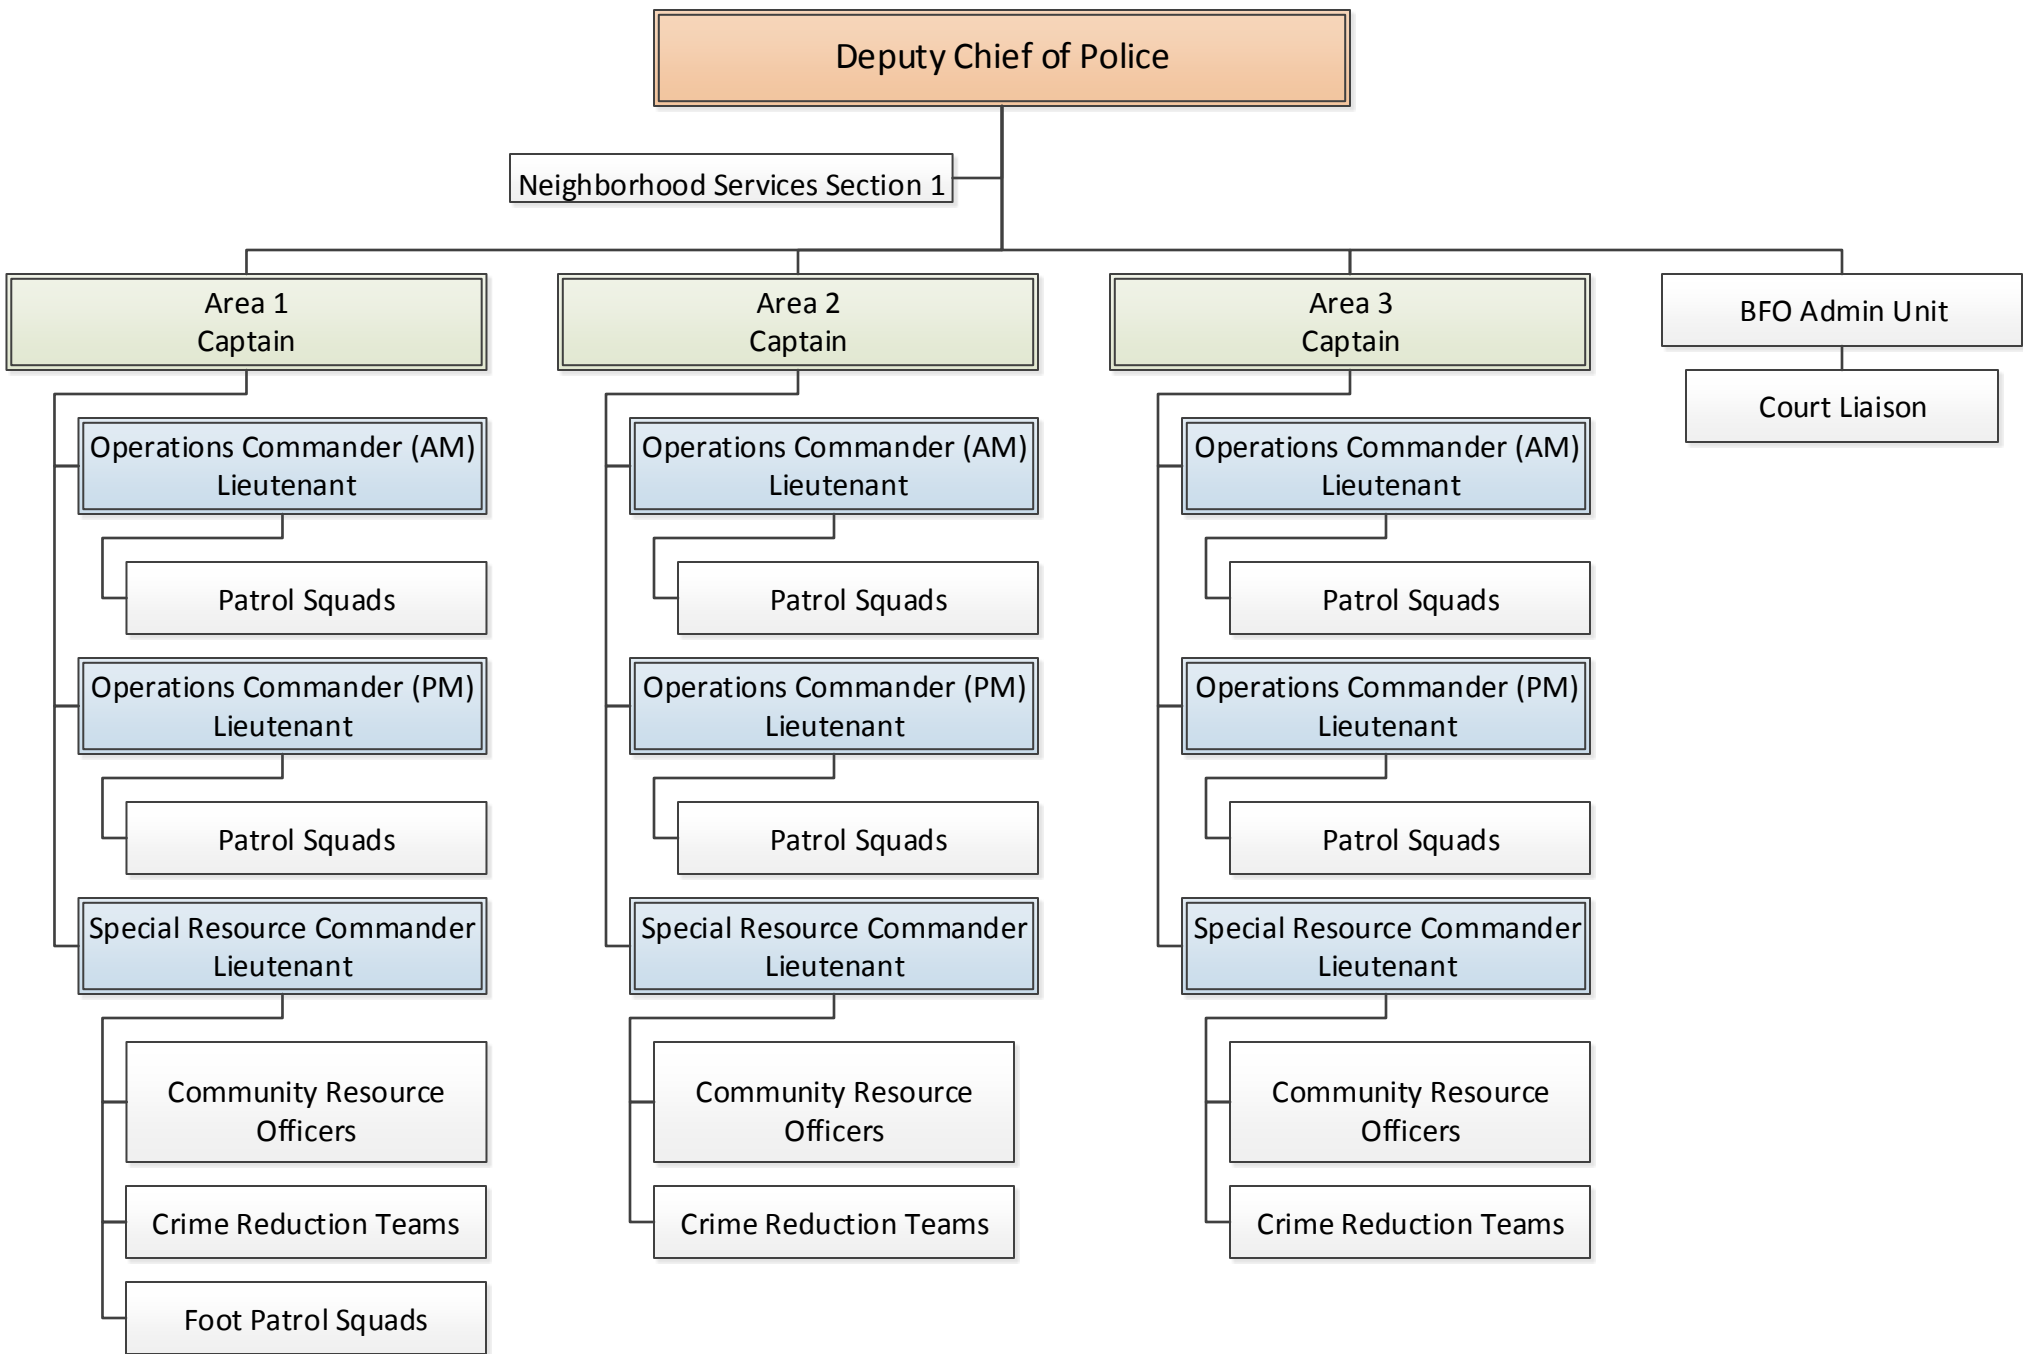 Deputy Chief of Police
Neighborhood Services Section 1
Area 1
Captain
Operations Commander (AM)
Lieutenant
Patrol Squads
Operations Commander (PM)
Lieutenant
Patrol Squads
Special Resource Commander
Lieutenant
Community Resource
Officers
Crime Reduction Teams
Foot Patrol Squads
Area 2
Captain
Operations Commander (AM)
Lieutenant
Patrol Squads
Operations Commander (PM)
Lieutenant
Patrol Squads
Special Resource Commander
Lieutenant
Community Resource
Officers
Crime Reduction Teams
Area 3
Captain
Operations Commander (AM)
Lieutenant
Patrol Squads
Operations Commander (PM)
Lieutenant
Patrol Squads
Special Resource Commander
Lieutenant
Community Resource
Officers
Crime Reduction Teams
BFO Admin Unit
Court Liaison